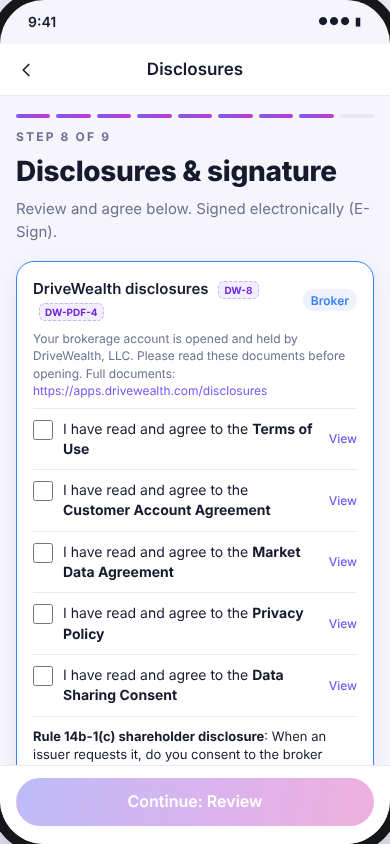 9:41
Disclosures
STEP 8 OF 9
Disclosures & signature
Review and agree below. Signed electronically (E-
Sign).
DriveWealth disclosures DW-8
DW-PDF-4
Broker
Your brokerage account is opened and held by
DriveWealth, LLC. Please read these documents before
opening. Full documents:
https://apps.drivewealth.com/disclosures
I have read and agree to the Terms of
Use
View
I have read and agree to the
Customer Account Agreement
View
I have read and agree to the Market
Data Agreement
View
I have read and agree to the Privacy
Policy
View
I have read and agree to the Data
Sharing Consent
View
Rule 14b-1(c) shareholder disclosure: When an
issuer requests it, do you consent to the broker
Continue: Review